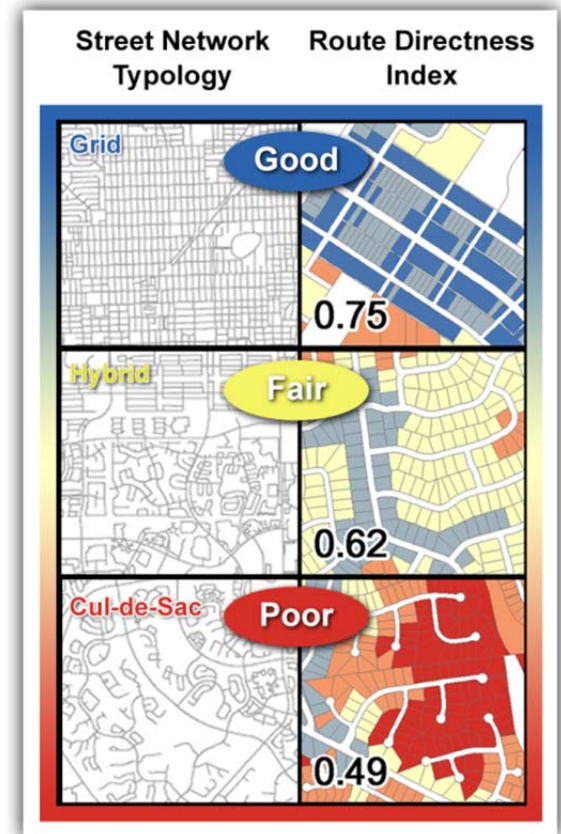 Street Network
Typology
Route Directness
Index
Grid
Good
0.75
Hybrid
Fair
0.62
Cul-de-Sac
Poor
0.49